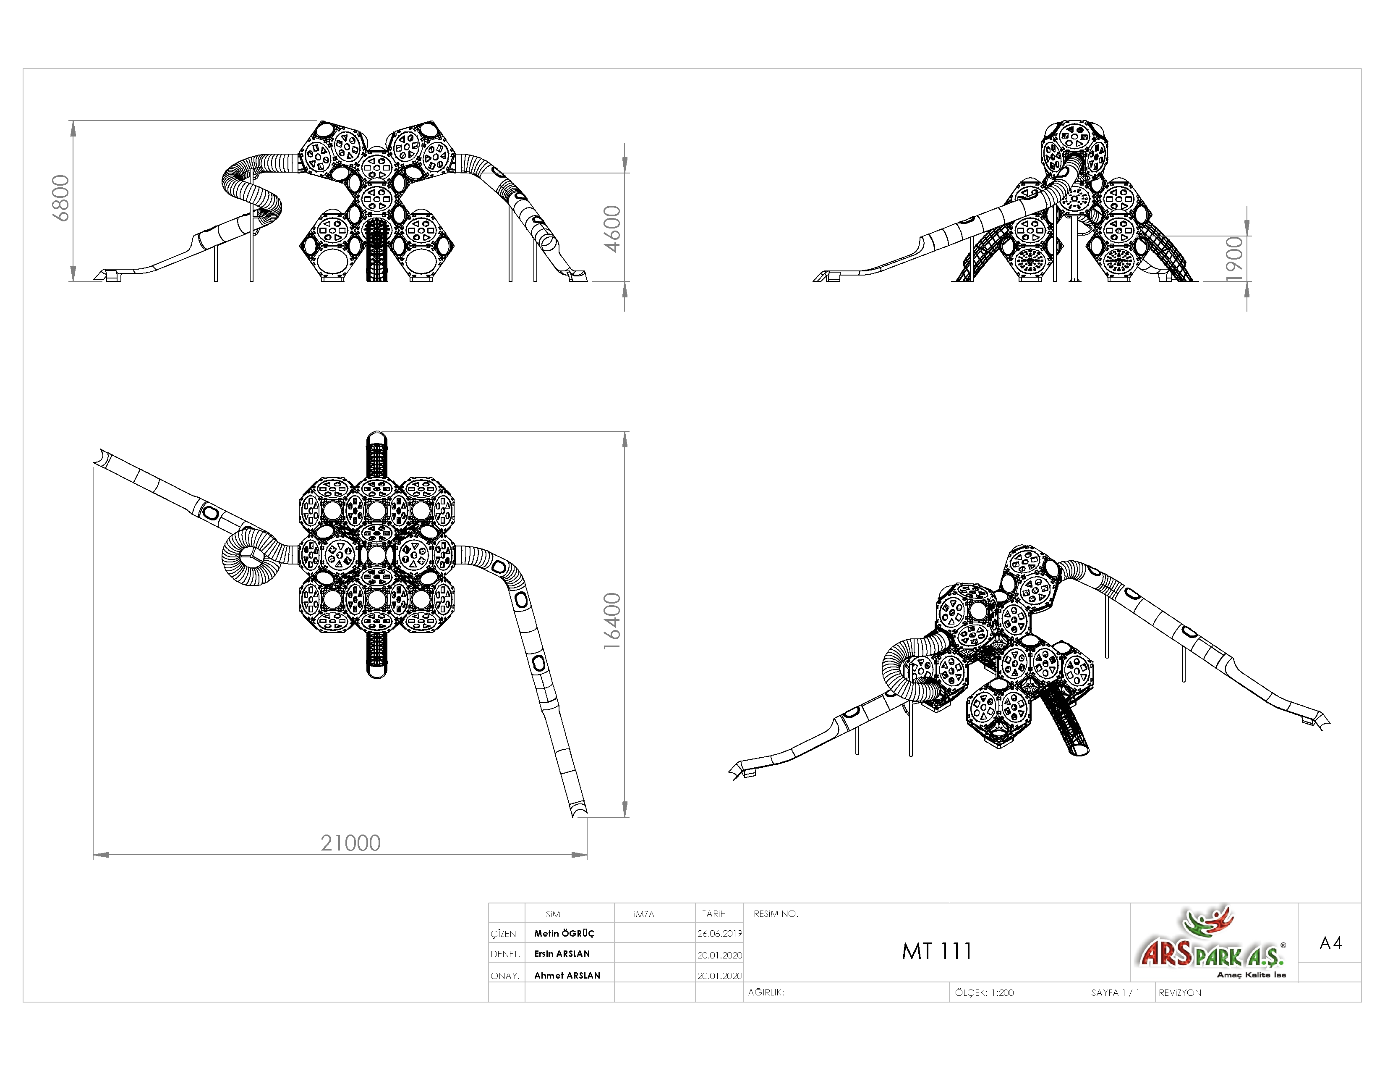 6800
4600
1900
16400
21000
İSİM İMZA TARİH RESİM NO.
ÇİZEN Metin ÖGRÜÇ 26.06.2019
DENET. Ersin ARSLAN 20.01.2020
ONAY. Ahmet ARSLAN 20.01.2020
MT 111
ARSPARK A.Ş.®
Amaç Kalite İse
A4
AĞIRLIK: ÖLÇEK: 1:200 SAYFA 1 / 1 REVİZYON